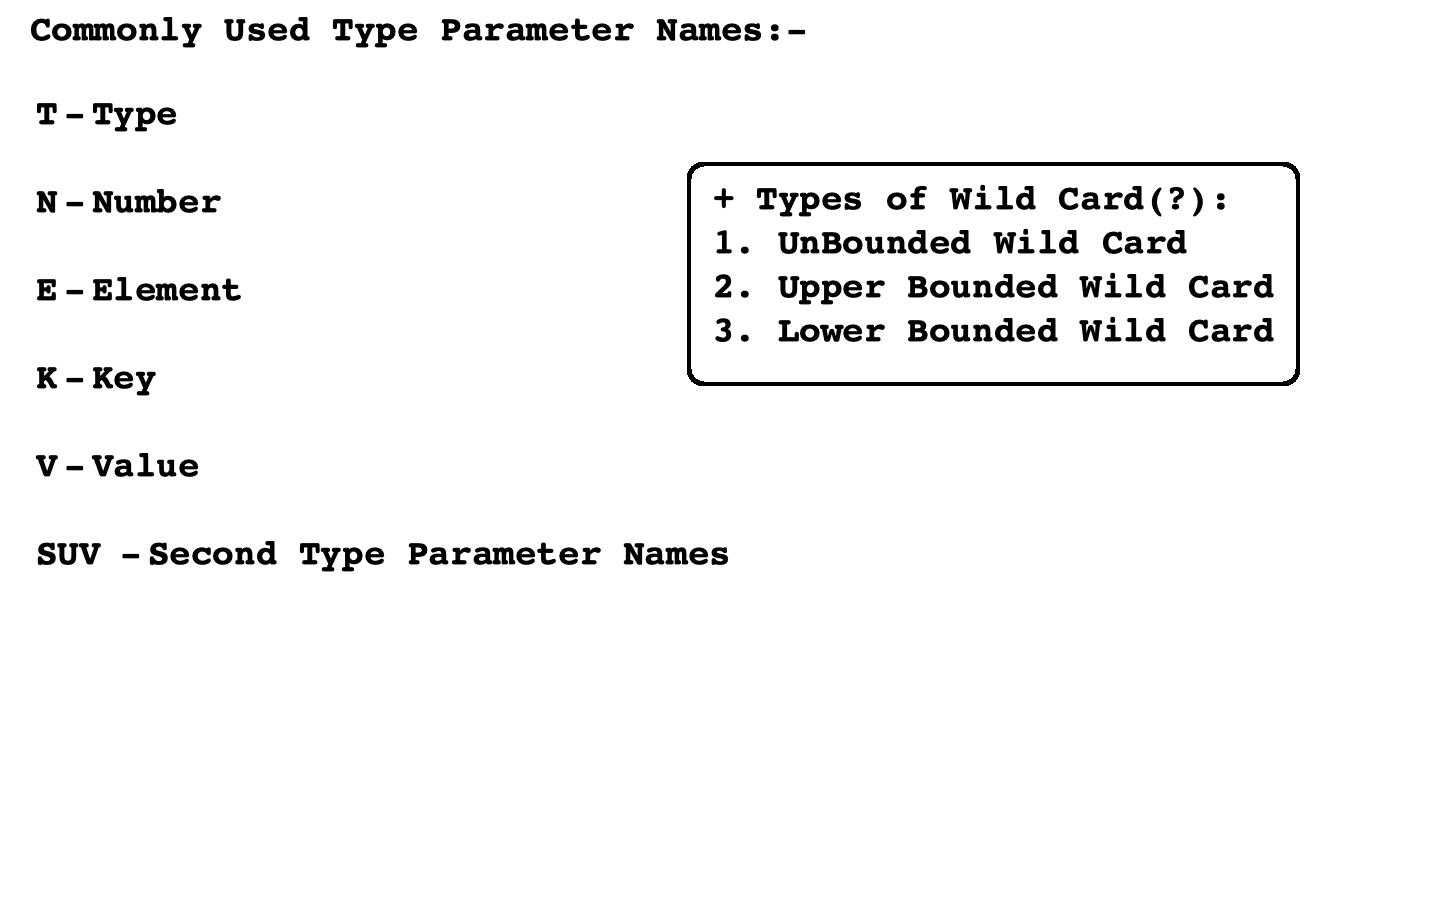 Commonly Used Type Parameter Names:-
T - Type
N - Number
E - Element
K - Key
V - Value
SUV - Second Type Parameter Names
+ Types of Wild Card(?):
1. UnBounded Wild Card
2. Upper Bounded Wild Card
3. Lower Bounded Wild Card